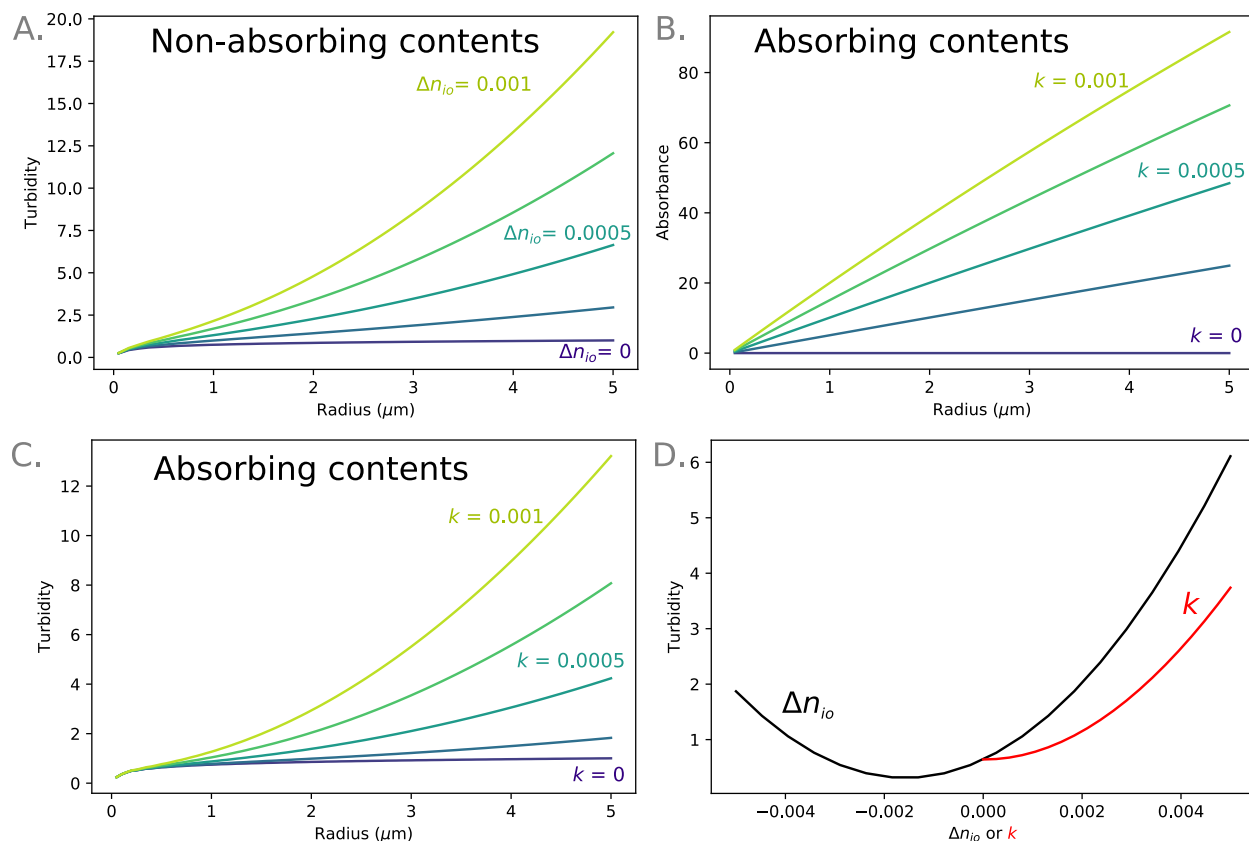 A.
Non-absorbing contents
Δn_io= 0.001
Δn_io= 0.0005
Δn_io= 0
Turbidity
20.0
17.5
15.0
12.5
10.0
7.5
5.0
2.5
0.0
0 1 2 3 4 5
Radius (μm)
B.
Absorbing contents
k = 0.001
k = 0.0005
k = 0
Absorbance
80
60
40
20
0
0 1 2 3 4 5
Radius (μm)
C.
Absorbing contents
k = 0.001
k = 0.0005
k = 0
Turbidity
12
10
8
6
4
2
0
0 1 2 3 4 5
Radius (μm)
D.
k
Δn_io
Turbidity
6
5
4
3
2
1
−0.004 −0.002 0.000 0.002 0.004
Δn_io or k